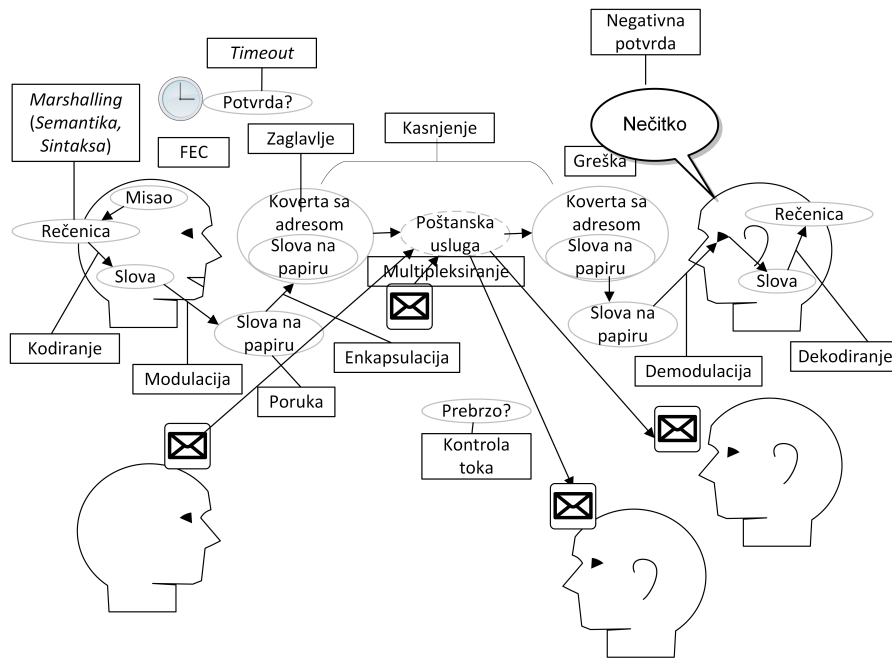 Negativna
potvrda
Timeout
Potvrda?
Marshalling
(Semantika,
Sintaksa)
FEC
Zaglavlje
Kasnjenje
Nečitko
Greška
Misao
Rečenica
Slova
Koverta sa
adresom
Slova na
papiru
Poštanska
usluga
Multipleksiranje
Koverta sa
adresom
Slova na
papiru
Rečenica
Slova
Slova na
papiru
Slova na
papiru
Kodiranje
Modulacija
Poruka
Enkapsulacija
Demodulacija
Dekodiranje
Prebrzo?
Kontrola
toka